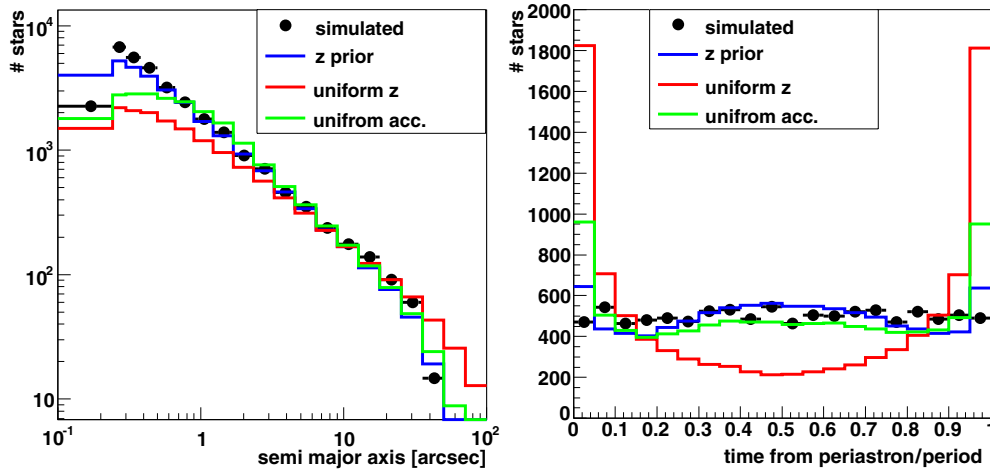 # stars
10^4
10^3
10^2
10
10^-1
1
10
10^2
semi major axis [arcsec]
simulated
z prior
uniform z
unifrom acc.
# stars
2000
1800
1600
1400
1200
1000
800
600
400
200
0
0 0.1 0.2 0.3 0.4 0.5 0.6 0.7 0.8 0.9 1
time from periastron/period
simulated
z prior
uniform z
unifrom acc.